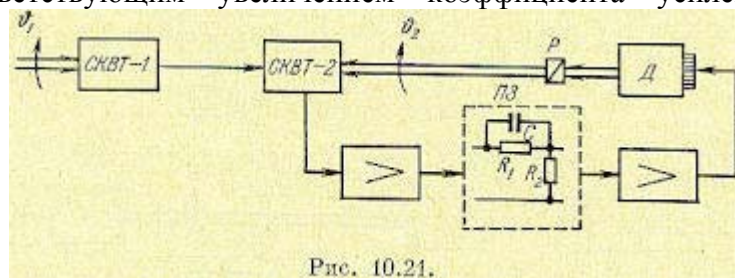 ветствующим увеличением коэффициента усиле
ϑ₁
СКВТ-1
СКВТ-2
ϑ₂
Р
Д
ПЗ
C
R₁
R₂
>
>
Рис. 10.21.